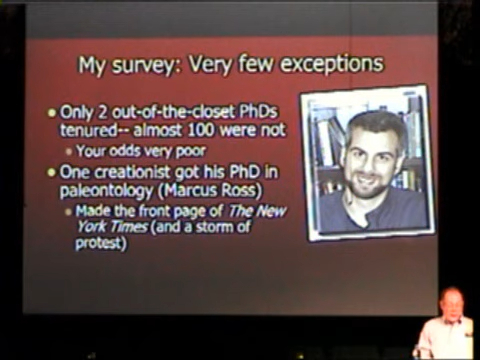 My survey: Very few exceptions
Only 2 out-of-the-closet PhDs
tenured-- almost 100 were not
Your odds very poor
One creationist got his PhD in
paleontology (Marcus Ross)
Made the front page of The New
York Times (and a storm of
protest)